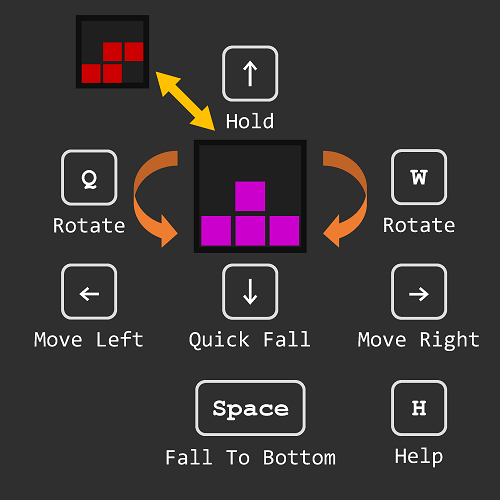 ↑
Hold
Q
W
Rotate
Rotate
←
↓
→
Move Left
Quick Fall
Move Right
Space
H
Fall To Bottom
Help